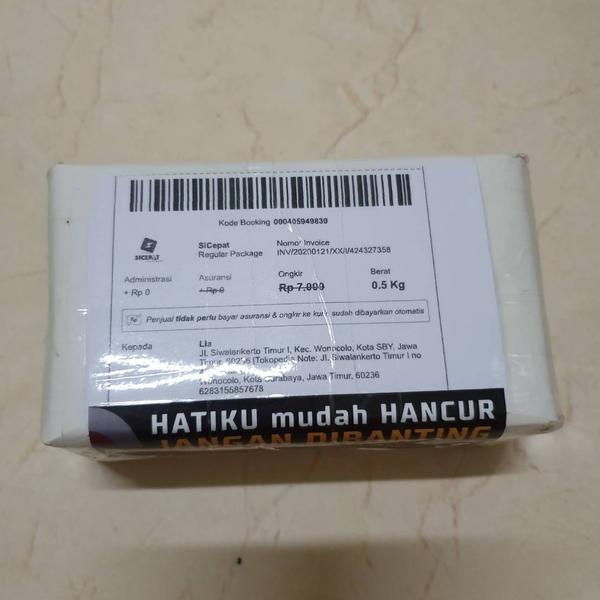 Kode Booking 000405949830
SICEPAT
SiCepat
Regular Package
Nomor Invoice
INV/20200121/XX/I/424327358
Administrasi
+ Rp 0
Asuransi
+ Rp 0
Ongkir
Rp 7.000
Berat
0.5 Kg
Penjual tidak perlu bayar asuransi & ongkir ke kurir, sudah dibayarkan otomatis
Kepada
Lia
Jl. Siwalankerto Timur I, Kec. Wonocolo, Kota SBY, Jawa
Timur, 60236 [Tokopedia Note: Jl. Siwalankerto Timur I no
Wonocolo, Kota Surabaya, Jawa Timur, 60236
6283155857678
HATIKU mudah HANCUR
JANGAN DIBANTING